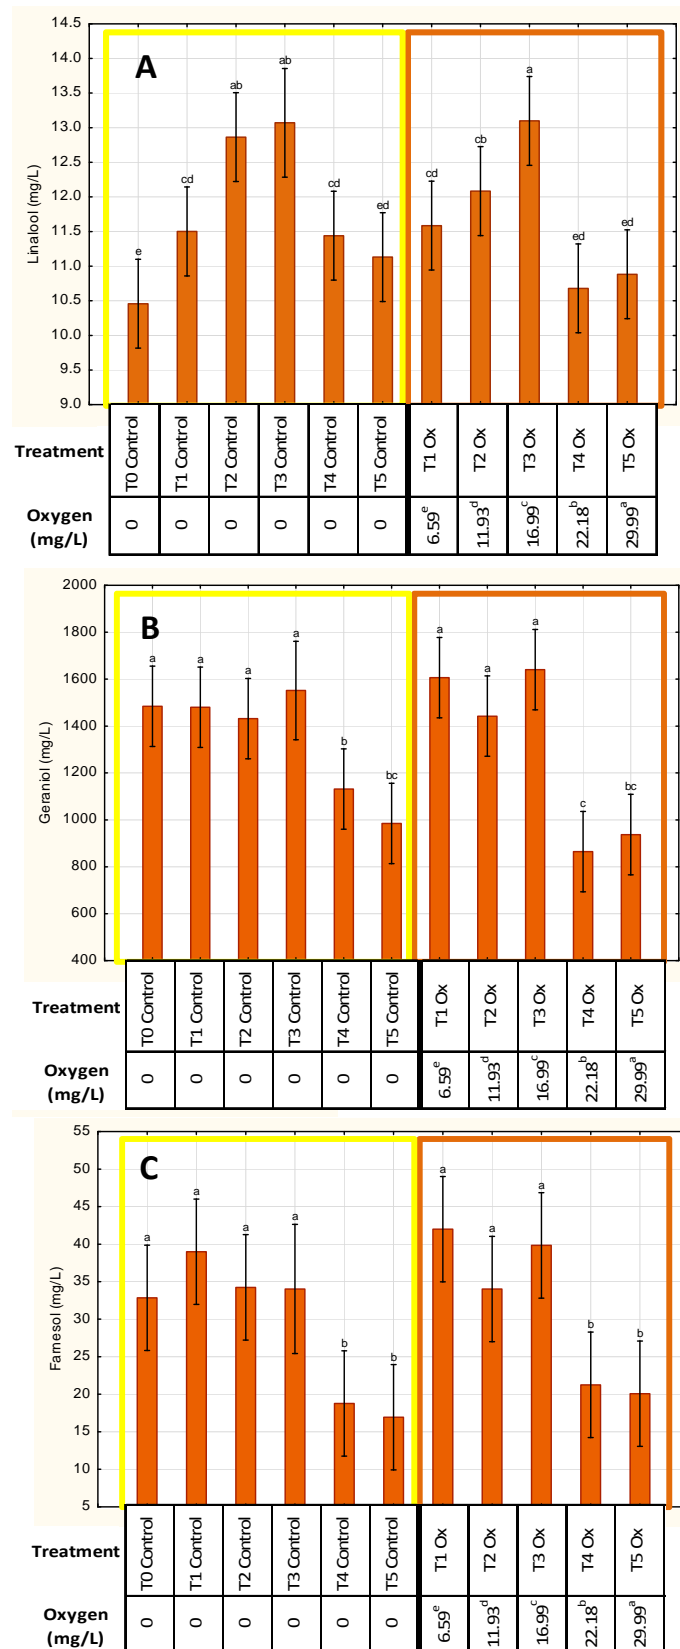 14.5
14.0
13.5
13.0
12.5
12.0
11.5
11.0
10.5
10.0
9.0
Linalool (mg/L)
A
e
cd
ab
ab
cd
ed
cd
cb
a
ed
ed
Treatment
T0 Control
T1 Control
T2 Control
T3 Control
T4 Control
T5 Control
T1 Ox
T2 Ox
T3 Ox
T4 Ox
T5 Ox
Oxygen
(mg/L)
0
0
0
0
0
0
6.59e
11.93d
16.99c
22.18b
29.99a
2000
1800
1600
1400
1200
1000
800
600
400
Geraniol (mg/L)
B
a
a
a
a
b
bc
a
a
a
c
bc
Treatment
T0 Control
T1 Control
T2 Control
T3 Control
T4 Control
T5 Control
T1 Ox
T2 Ox
T3 Ox
T4 Ox
T5 Ox
Oxygen
(mg/L)
0
0
0
0
0
0
6.59e
11.93d
16.99c
22.18b
29.99a
55
50
45
40
35
30
25
20
15
10
5
Farnesol (mg/L)
C
a
a
a
a
b
b
a
a
a
b
b
Treatment
T0 Control
T1 Control
T2 Control
T3 Control
T4 Control
T5 Control
T1 Ox
T2 Ox
T3 Ox
T4 Ox
T5 Ox
Oxygen
(mg/L)
0
0
0
0
0
0
6.59e
11.93d
16.99c
22.18b
29.99a